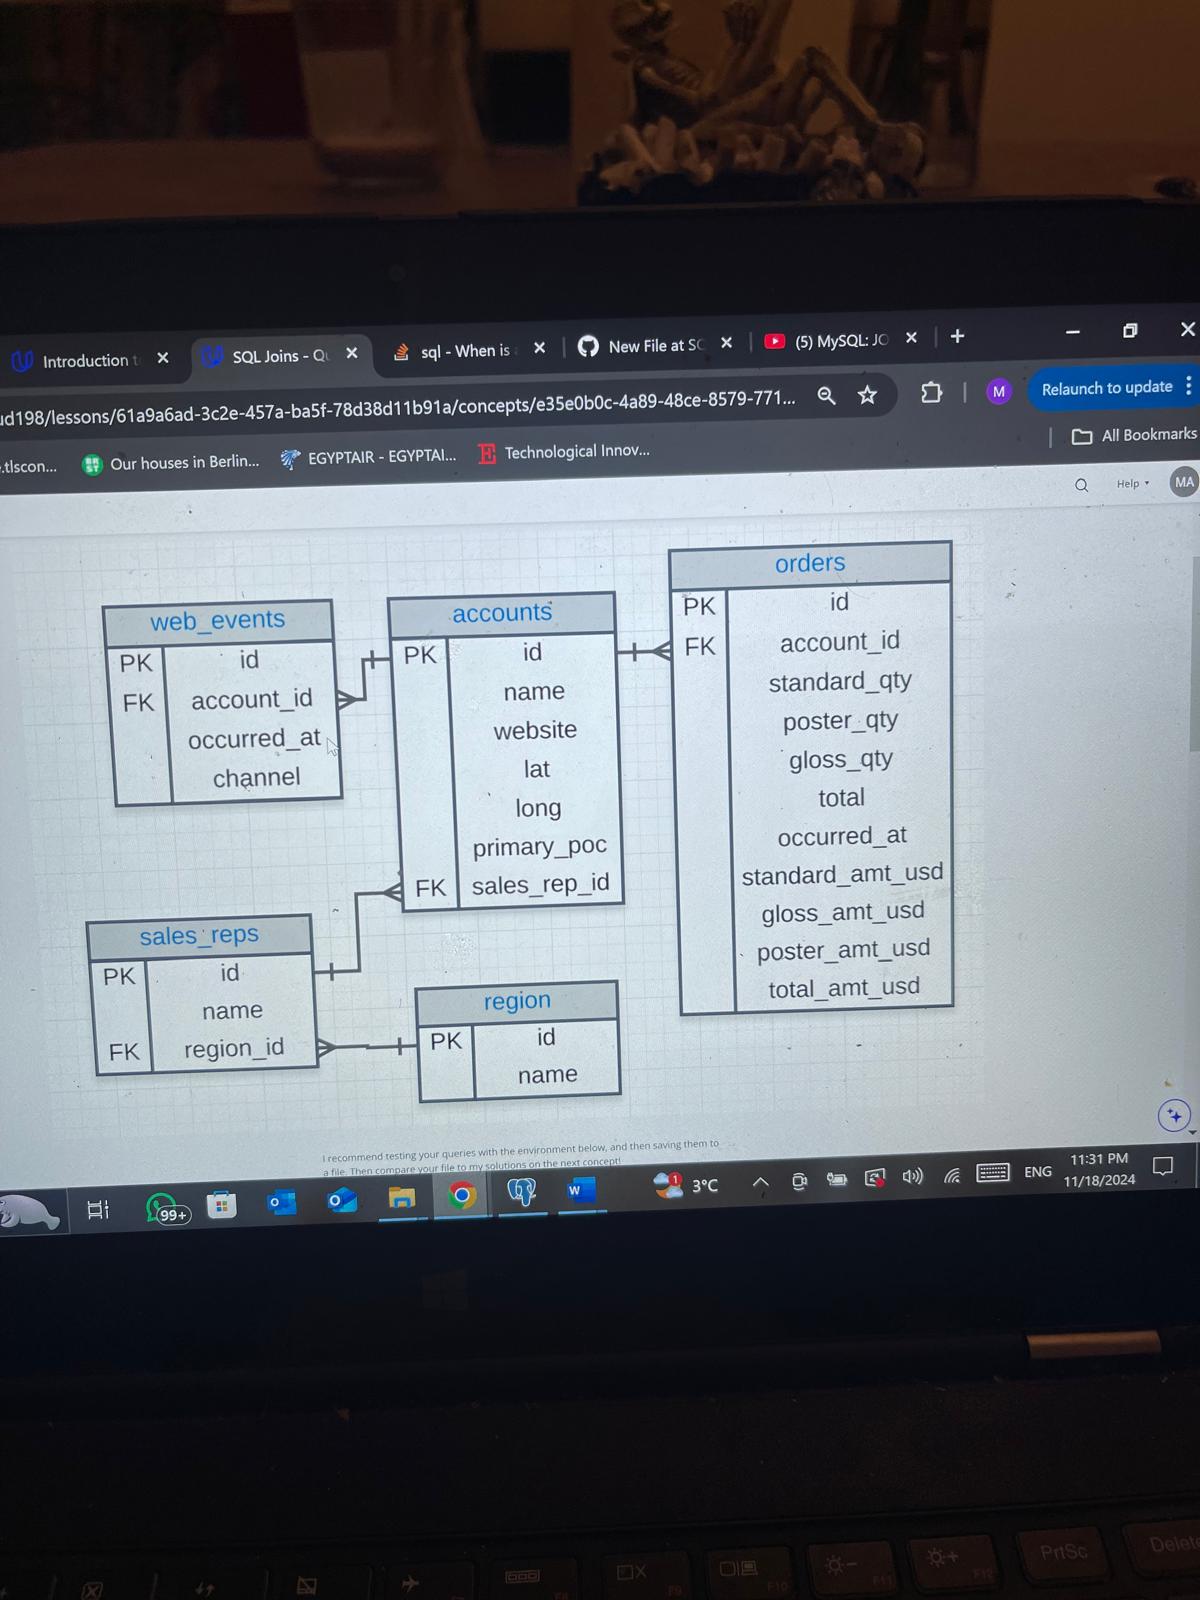 Introduction t
SQL Joins - Qu
sql - When is
New File at SC
(5) MySQL: JO
ud198/lessons/61a9a6ad-3c2e-457a-ba5f-78d38d11b91a/concepts/e35e0b0c-4a89-48ce-8579-771...
M
Relaunch to update
.tlscon...
Our houses in Berlin...
EGYPTAIR - EGYPTAI...
Technological Innov...
All Bookmarks
Help
MA
web_events
PK id
FK account_id
occurred_at
channel
accounts
PK id
name
website
lat
long
primary_poc
FK sales_rep_id
orders
PK id
FK account_id
standard_qty
poster_qty
gloss_qty
total
occurred_at
standard_amt_usd
gloss_amt_usd
poster_amt_usd
total_amt_usd
sales_reps
PK id
name
FK region_id
region
PK id
name
I recommend testing your queries with the environment below, and then saving them to
a file. Then compare your file to my solutions on the next concept!
99+
1
3°C
ENG
11:31 PM
11/18/2024
F9
F10
F11
F12
PrtSc
Delete